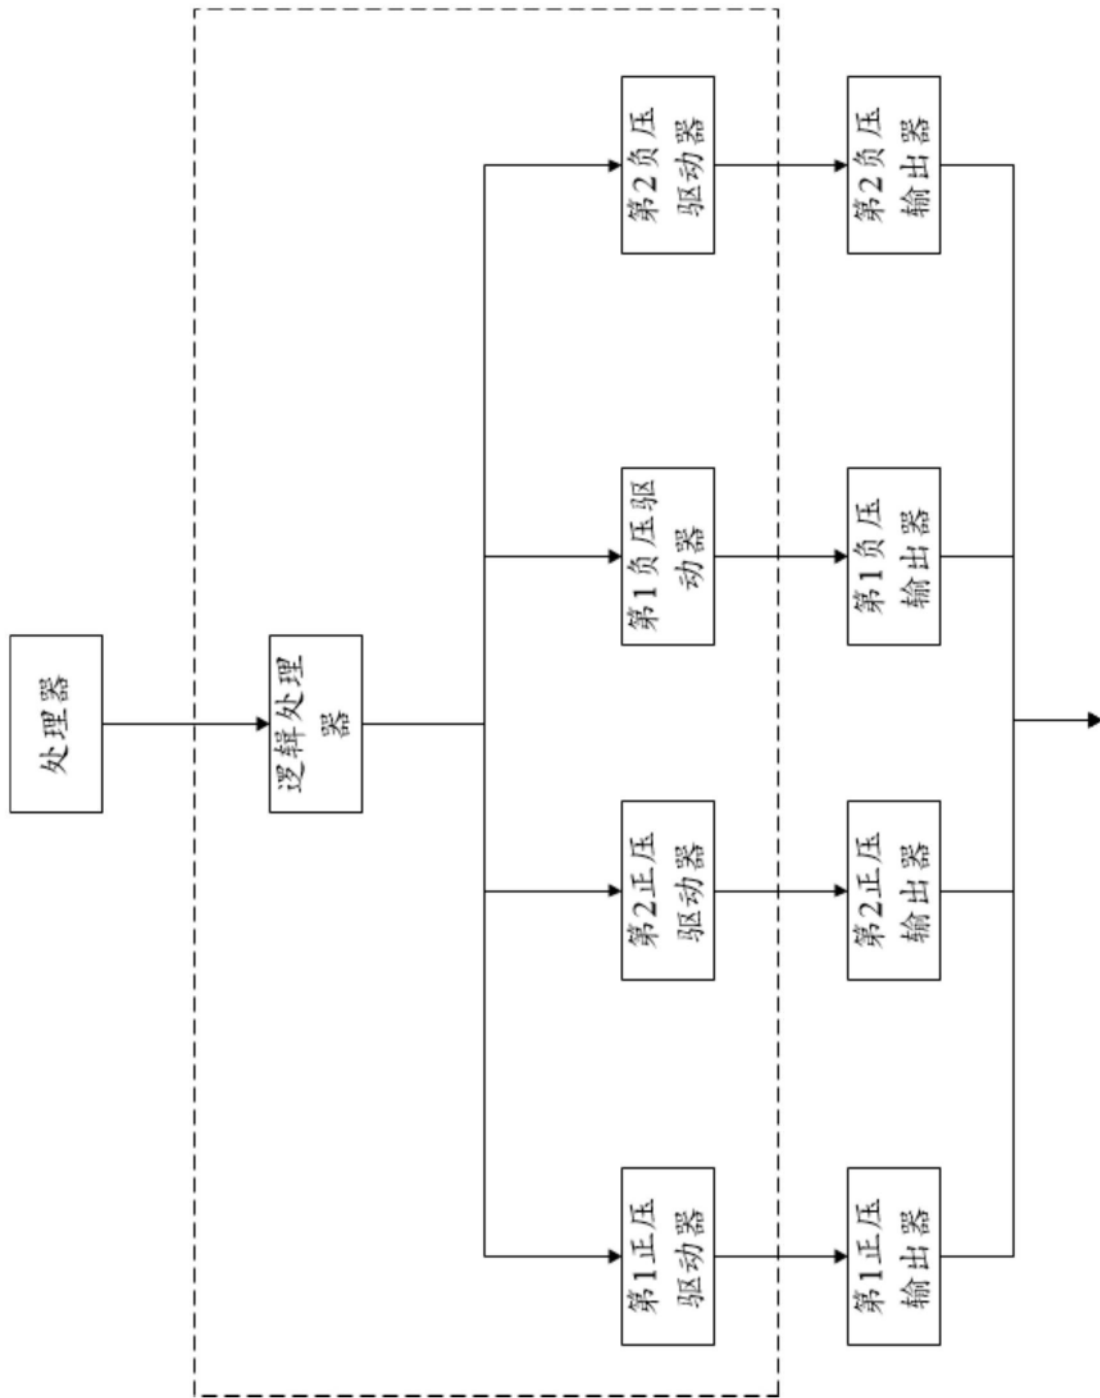 处理器
逻辑处理
器
第1正压
驱动器
第2正压
驱动器
第1负压驱
动器
第2负压
驱动器
第1正压
输出器
第2正压
输出器
第1负压
输出器
第2负压
输出器